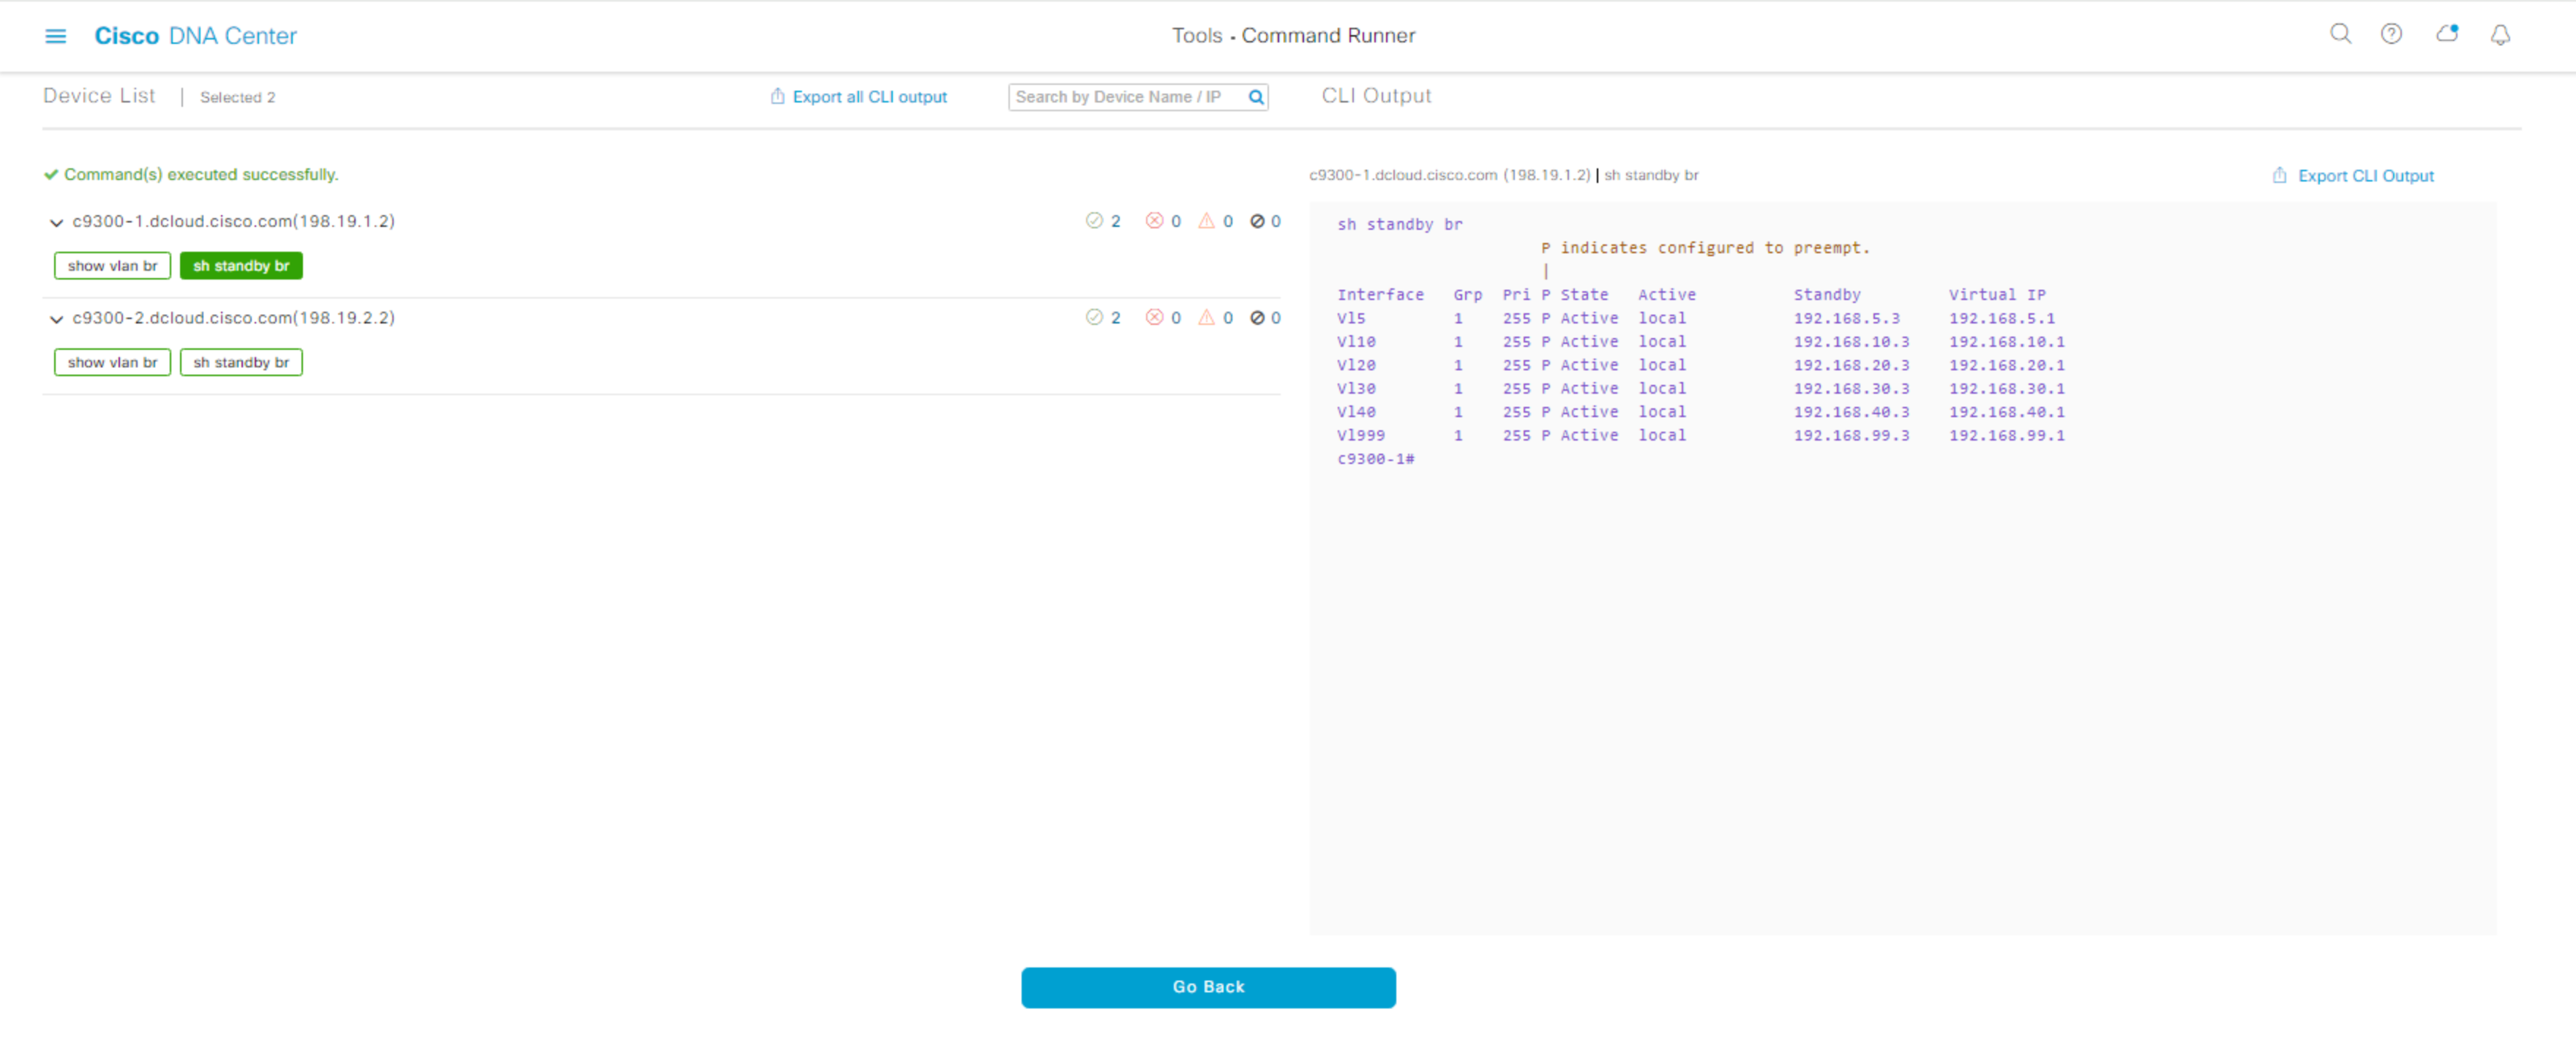 Cisco DNA Center
Tools - Command Runner
Device List | Selected 2
Export all CLI output
Search by Device Name / IP
CLI Output
Command(s) executed successfully.
c9300-1.dcloud.cisco.com(198.19.1.2)
2 0 0 0
show vlan br
sh standby br
c9300-2.dcloud.cisco.com(198.19.2.2)
2 0 0 0
show vlan br
sh standby br
c9300-1.dcloud.cisco.com (198.19.1.2) | sh standby br
Export CLI Output
sh standby br
P indicates configured to preempt.
|
Interface Grp Pri P State Active Standby Virtual IP
Vl5 1 255 P Active local 192.168.5.3 192.168.5.1
Vl10 1 255 P Active local 192.168.10.3 192.168.10.1
Vl20 1 255 P Active local 192.168.20.3 192.168.20.1
Vl30 1 255 P Active local 192.168.30.3 192.168.30.1
Vl40 1 255 P Active local 192.168.40.3 192.168.40.1
Vl999 1 255 P Active local 192.168.99.3 192.168.99.1
c9300-1#
Go Back